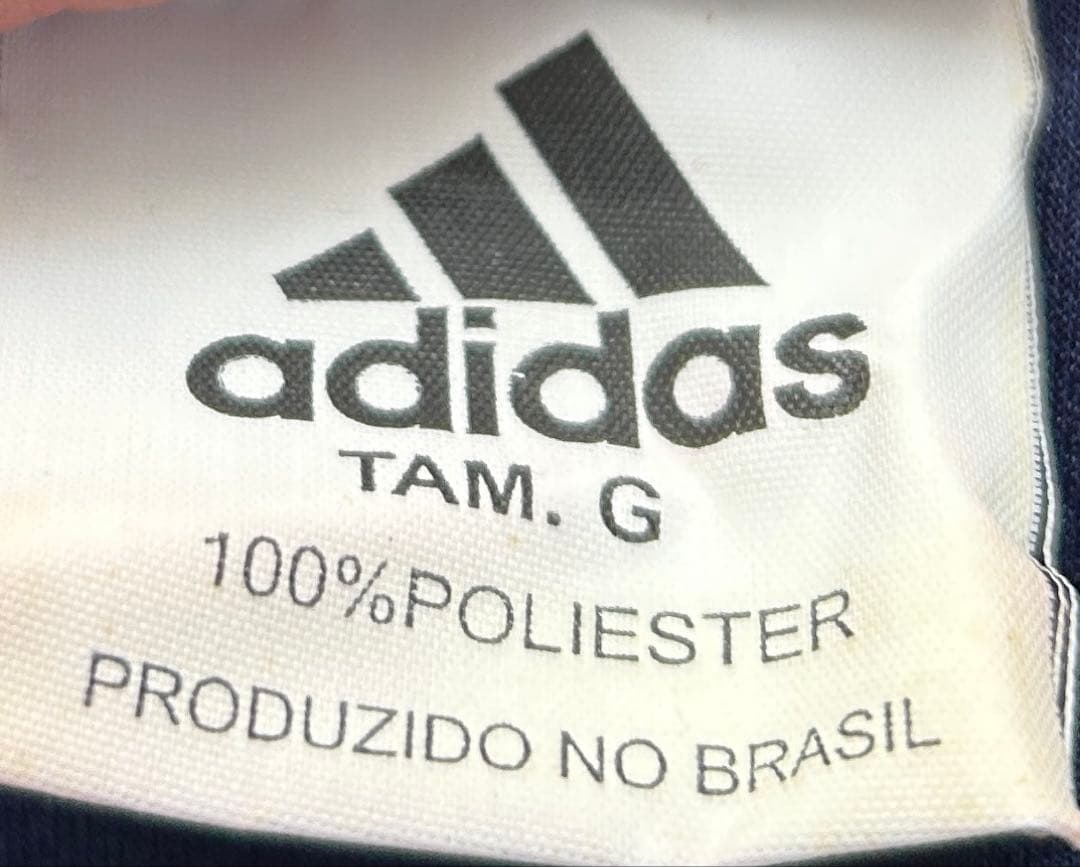 adidas
TAM. G
100%POLIESTER
PRODUZIDO NO BRASIL